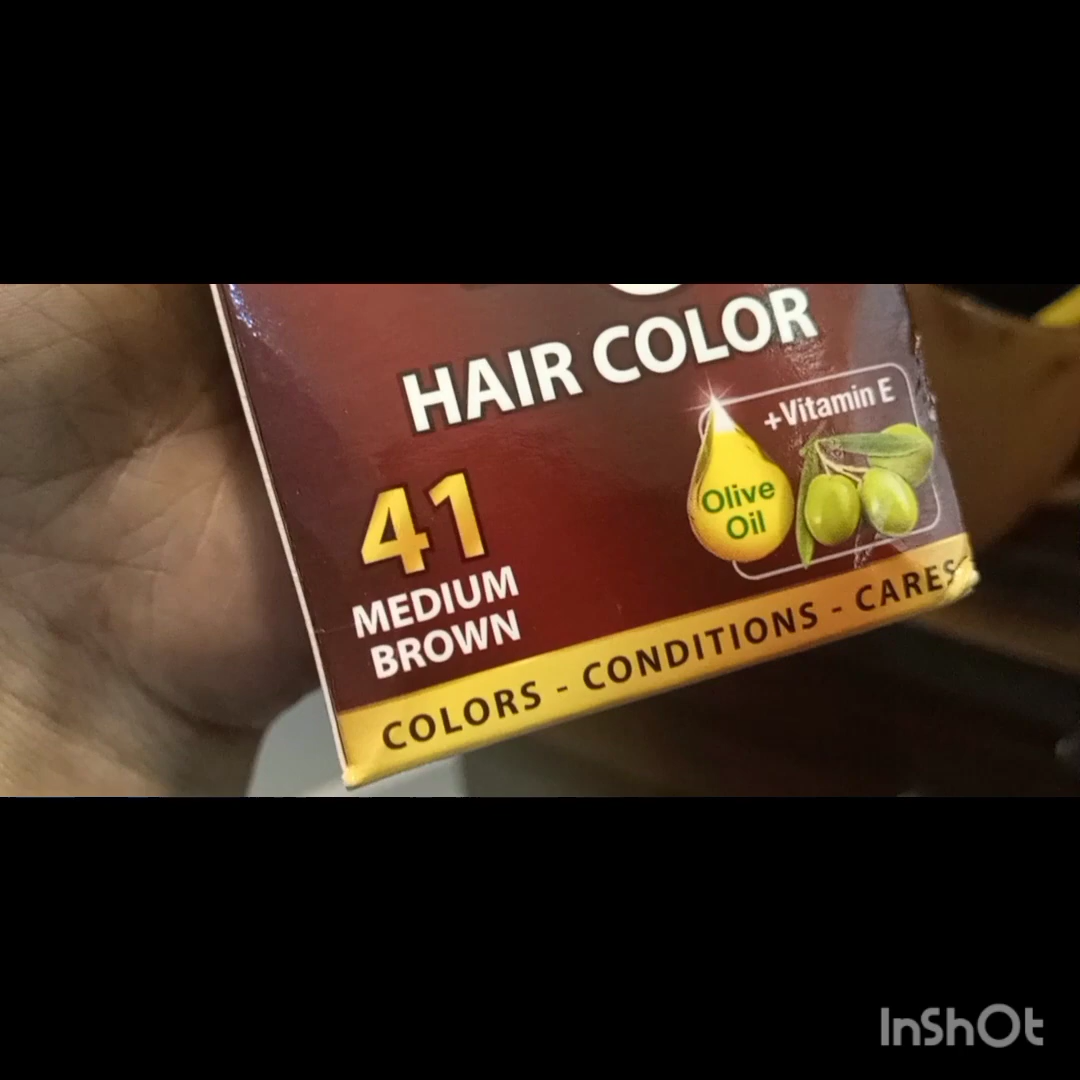 HAIR COLOR
+Vitamin E
Olive
Oil
41
MEDIUM
BROWN
COLORS - CONDITIONS - CARES
InShOt